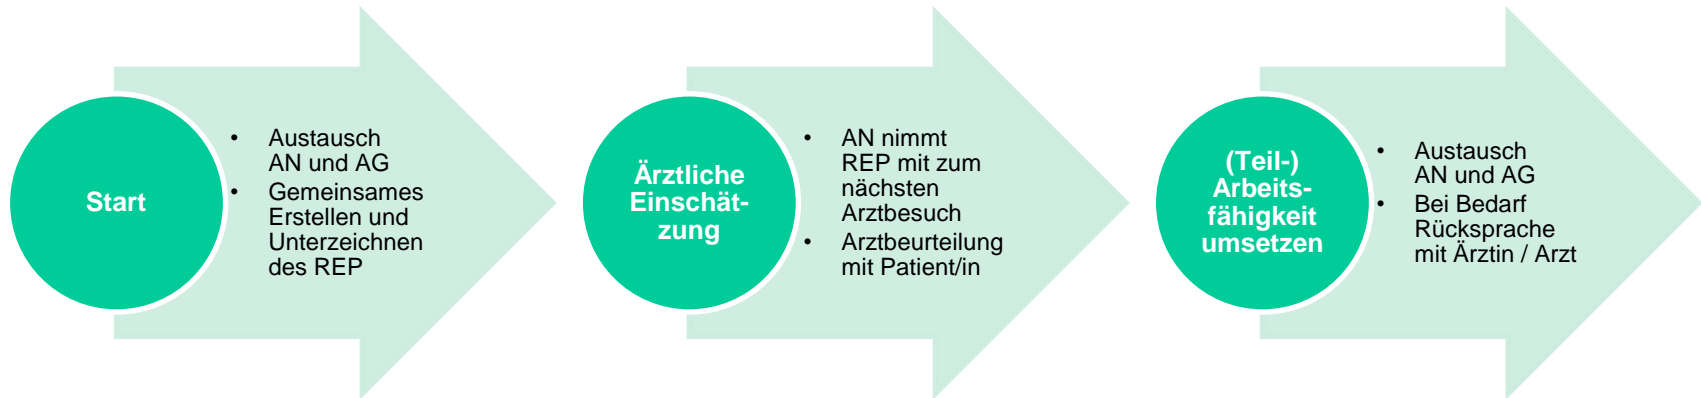 Start
• Austausch
AN und AG
• Gemeinsames
Erstellen und
Unterzeichnen
des REP
Ärztliche
Einschät-
zung
• AN nimmt
REP mit zum
nächsten
Arztbesuch
• Arztbeurteilung
mit Patient/in
(Teil-)
Arbeits-
fähigkeit
umsetzen
• Austausch
AN und AG
• Bei Bedarf
Rücksprache
mit Ärztin / Arzt